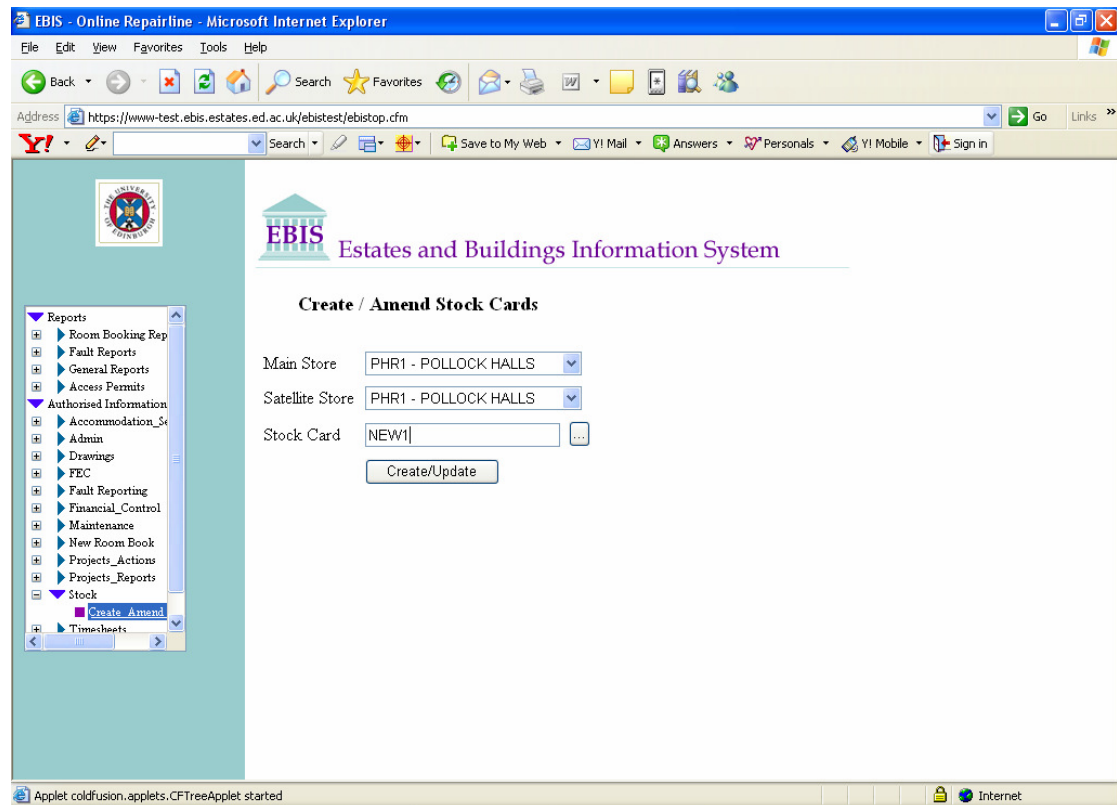 EBIS - Online Repairline - Microsoft Internet Explorer
File Edit View Favorites Tools Help
Back Search Favorites
Address https://www-test.ebis.estates.ed.ac.uk/ebistest/ebistop.cfm Go Links »
Y! Search Save to My Web Y! Mail Answers Personals Y! Mobile Sign in
THE UNIVERSITY OF EDINBURGH
EBIS Estates and Buildings Information System
Create / Amend Stock Cards
Main Store PHR1 - POLLOCK HALLS
Satellite Store PHR1 - POLLOCK HALLS
Stock Card NEW1 ...
Create/Update
Reports
Room Booking Rep
Fault Reports
General Reports
Access Permits
Authorised Information
Accommodation_Se
Admin
Drawings
FEC
Fault Reporting
Financial_Control
Maintenance
New Room Book
Projects_Actions
Projects_Reports
Stock
Create_Amend
Timesheets
Applet coldfusion.applets.CFTreeApplet started Internet